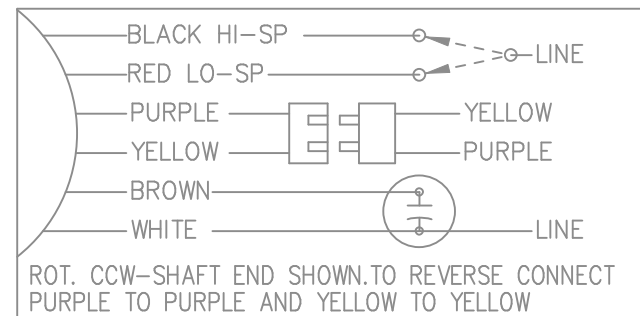 BLACK HI-SP
LINE
RED LO-SP
PURPLE YELLOW
YELLOW PURPLE
BROWN
WHITE LINE
ROT. CCW-SHAFT END SHOWN.TO REVERSE CONNECT
PURPLE TO PURPLE AND YELLOW TO YELLOW